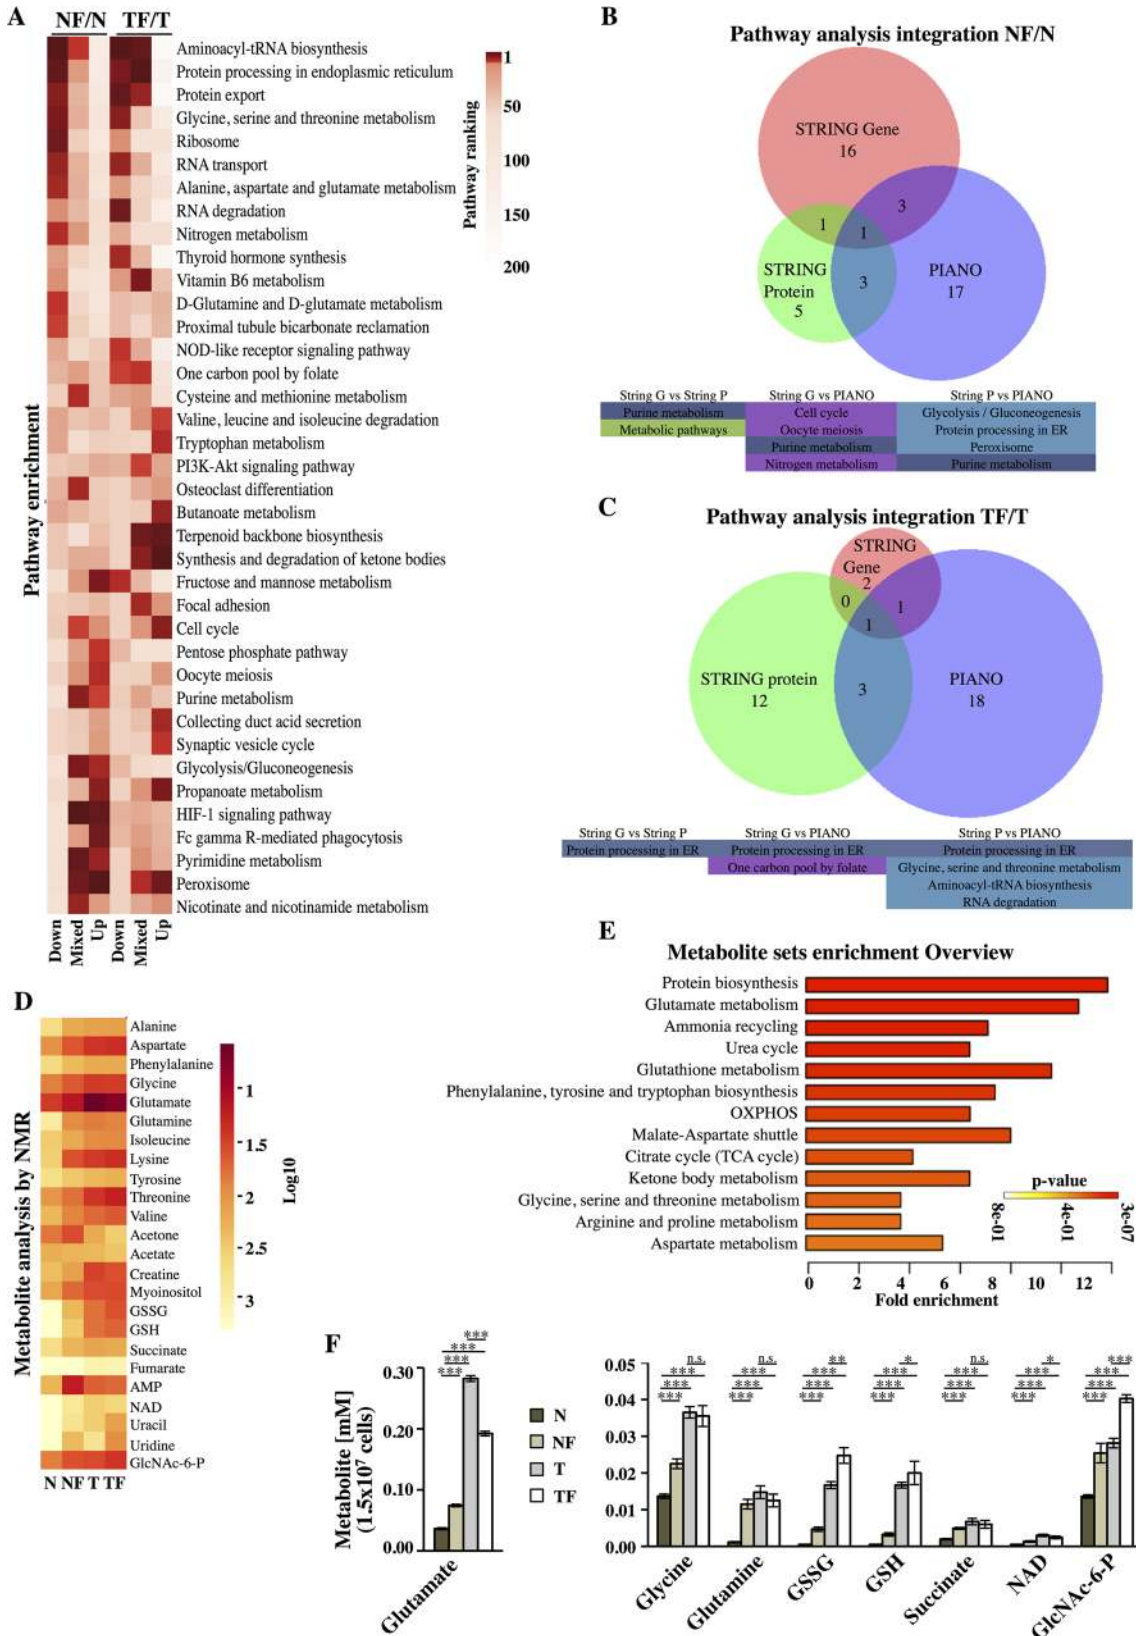 A
NF/N TF/T
Aminoacyl-tRNA biosynthesis
Protein processing in endoplasmic reticulum
Protein export
Glycine, serine and threonine metabolism
Ribosome
RNA transport
Alanine, aspartate and glutamate metabolism
RNA degradation
Nitrogen metabolism
Thyroid hormone synthesis
Vitamin B6 metabolism
D-Glutamine and D-glutamate metabolism
Proximal tubule bicarbonate reclamation
NOD-like receptor signaling pathway
One carbon pool by folate
Cysteine and methionine metabolism
Valine, leucine and isoleucine degradation
Tryptophan metabolism
PI3K-Akt signaling pathway
Osteoclast differentiation
Butanoate metabolism
Terpenoid backbone biosynthesis
Synthesis and degradation of ketone bodies
Fructose and mannose metabolism
Focal adhesion
Cell cycle
Pentose phosphate pathway
Oocyte meiosis
Purine metabolism
Collecting duct acid secretion
Synaptic vesicle cycle
Glycolysis/Gluconeogenesis
Propanoate metabolism
HIF-1 signaling pathway
Fc gamma R-mediated phagocytosis
Pyrimidine metabolism
Peroxisome
Nicotinate and nicotinamide metabolism
Pathway enrichment
Down Mixed Up Down Mixed Up
Pathway ranking
1
50
100
150
200
B
Pathway analysis integration NF/N
STRING Gene
16
3
1
1
STRING
Protein
5
3
PIANO
17
String G vs String P String G vs PIANO String P vs PIANO
Purine metabolism Cell cycle Glycolysis / Gluconeogenesis
Metabolic pathways Oocyte meiosis Protein processing in ER
Purine metabolism Peroxisome
Nitrogen metabolism Purine metabolism
C
Pathway analysis integration TF/T
STRING
Gene
2
0
1
1
STRING protein
12
3
PIANO
18
String G vs String P String G vs PIANO String P vs PIANO
Protein processing in ER Protein processing in ER Protein processing in ER
One carbon pool by folate Glycine, serine and threonine metabolism
Aminoacyl-tRNA biosynthesis
RNA degradation
D
Metabolite analysis by NMR
Alanine
Aspartate
Phenylalanine
Glycine
Glutamate
Glutamine
Isoleucine
Lysine
Tyrosine
Threonine
Valine
Acetone
Acetate
Creatine
Myoinositol
GSSG
GSH
Succinate
Fumarate
AMP
NAD
Uracil
Uridine
GlcNAc-6-P
N NF T TF
- 1
- 1.5
- 2
- 2.5
- 3
Log10
E
Metabolite sets enrichment Overview
Protein biosynthesis
Glutamate metabolism
Ammonia recycling
Urea cycle
Glutathione metabolism
Phenylalanine, tyrosine and tryptophan biosynthesis
OXPHOS
Malate-Aspartate shuttle
Citrate cycle (TCA cycle)
Ketone body metabolism
Glycine, serine and threonine metabolism
Arginine and proline metabolism
Aspartate metabolism
p-value
8e-01 4e-01 3e-07
0 2 4 6 8 10 12
Fold enrichment
F
Metabolite [mM]
(1.5x10⁷ cells)
0.30
0.20
0.10
0.00
***
***
***
***
Glutamate
N
NF
T
TF
0.05
0.04
0.03
0.02
0.01
0.00
n.s. n.s. ** * n.s. * ***
*** *** *** *** *** *** ***
*** *** *** *** *** *** ***
*** *** *** *** *** *** ***
Glycine
Glutamine
GSSG
GSH
Succinate
NAD
GlcNAc-6-P